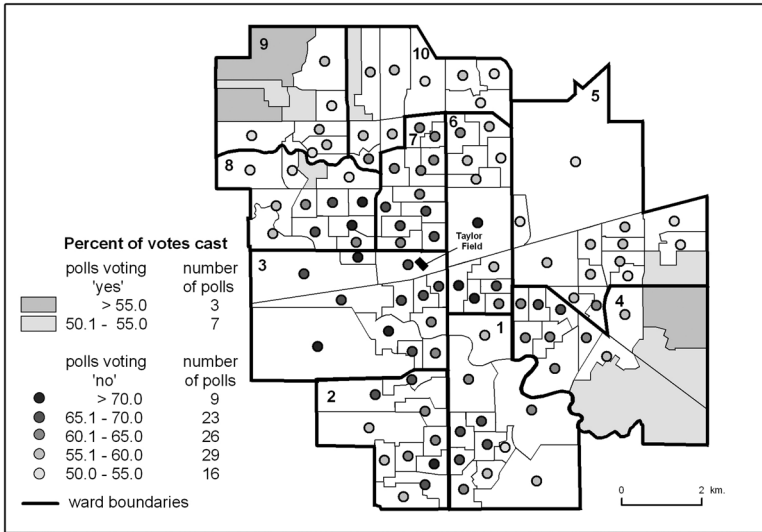 9
10
5
6
7
8
Taylor
Field
Percent of votes cast
polls voting number
'yes' of polls
> 55.0 3
50.1 - 55.0 7
polls voting number
'no' of polls
> 70.0 9
65.1 - 70.0 23
60.1 - 65.0 26
55.1 - 60.0 29
50.0 - 55.0 16
ward boundaries
3
4
1
2
0 2 km.